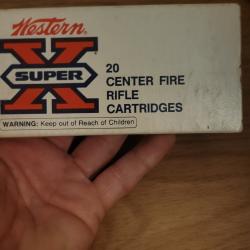 Western
SUPER X
20
CENTER FIRE
RIFLE
CARTRIDGES
WARNING: Keep out of Reach of Children